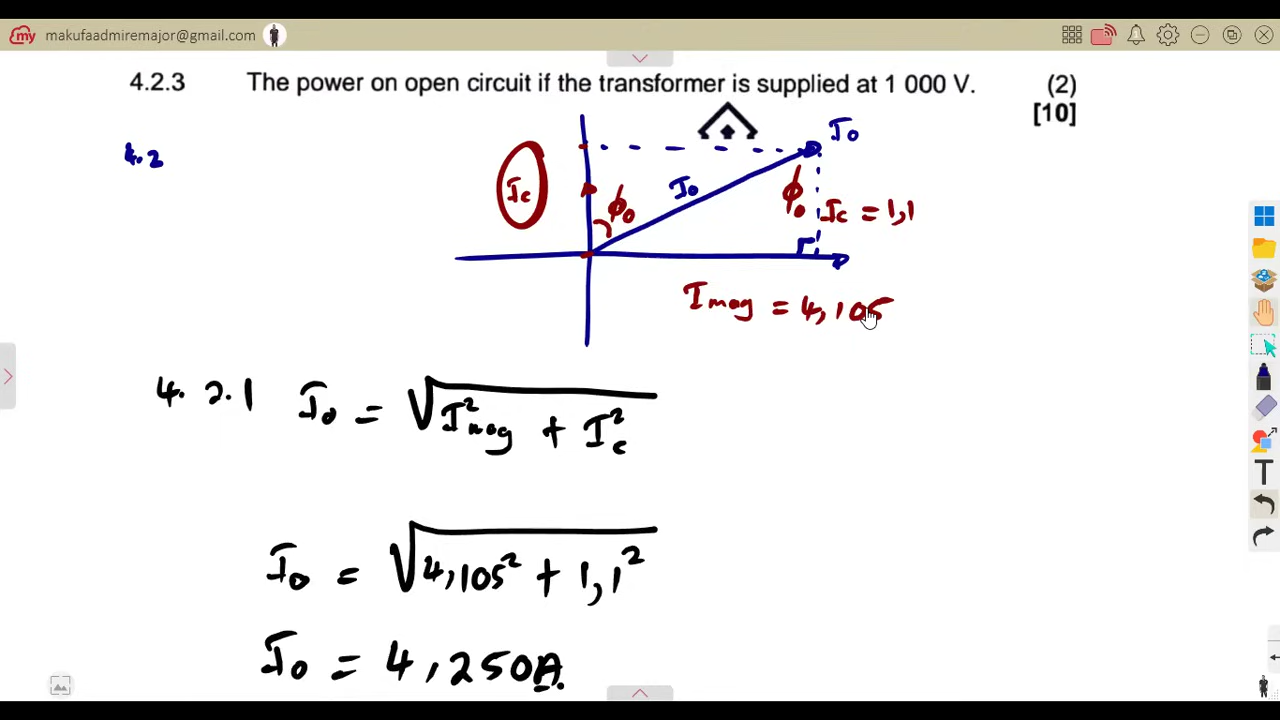 my makufaadmiremajor@gmail.com
4.2.3 The power on open circuit if the transformer is supplied at 1 000 V. (2)
[10]
4.2
I₀
Ic ϕ₀ I₀ ϕ₀ Ic = 1,1
Imag = 4,105
4.2.1 I₀ = √(I²mag + I²c)
I₀ = √(4,105² + 1,1²)
I₀ = 4,250A.
T